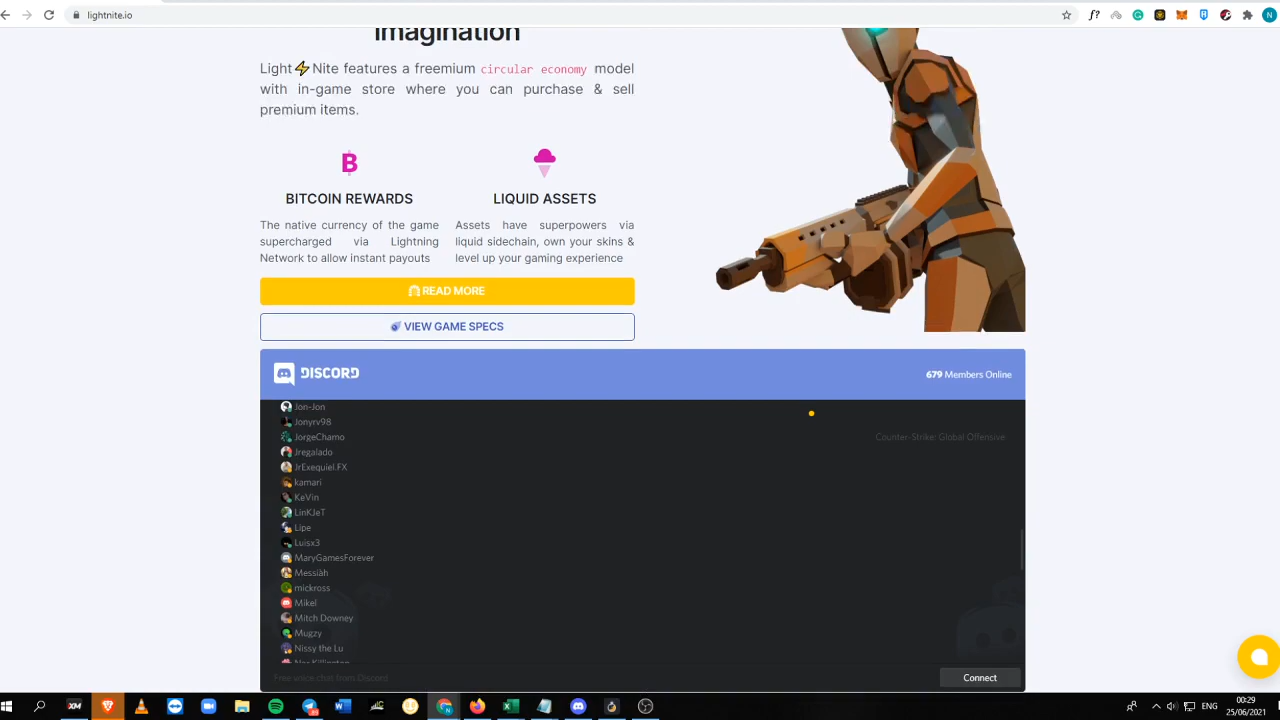 lightnite.io
imagination
Light⚡Nite features a freemium circular economy model
with in-game store where you can purchase & sell
premium items.
BITCOIN REWARDS
The native currency of the game
supercharged via Lightning
Network to allow instant payouts
LIQUID ASSETS
Assets have superpowers via
liquid sidechain, own your skins &
level up your gaming experience
READ MORE
VIEW GAME SPECS
DISCORD
679 Members Online
Jon-Jon
Jonyrv98
JorgeChamo
Counter-Strike: Global Offensive
Jregalado
JrExequiel.FX
kamari
KeVin
LinKJeT
Lipe
Luisx3
MaryGamesForever
Messiàh
mickross
Mikel
Mitch Downey
Mugzy
Nissy the Lu
Free voice chat from Discord
Connect
ENG
00:29
25/06/2021